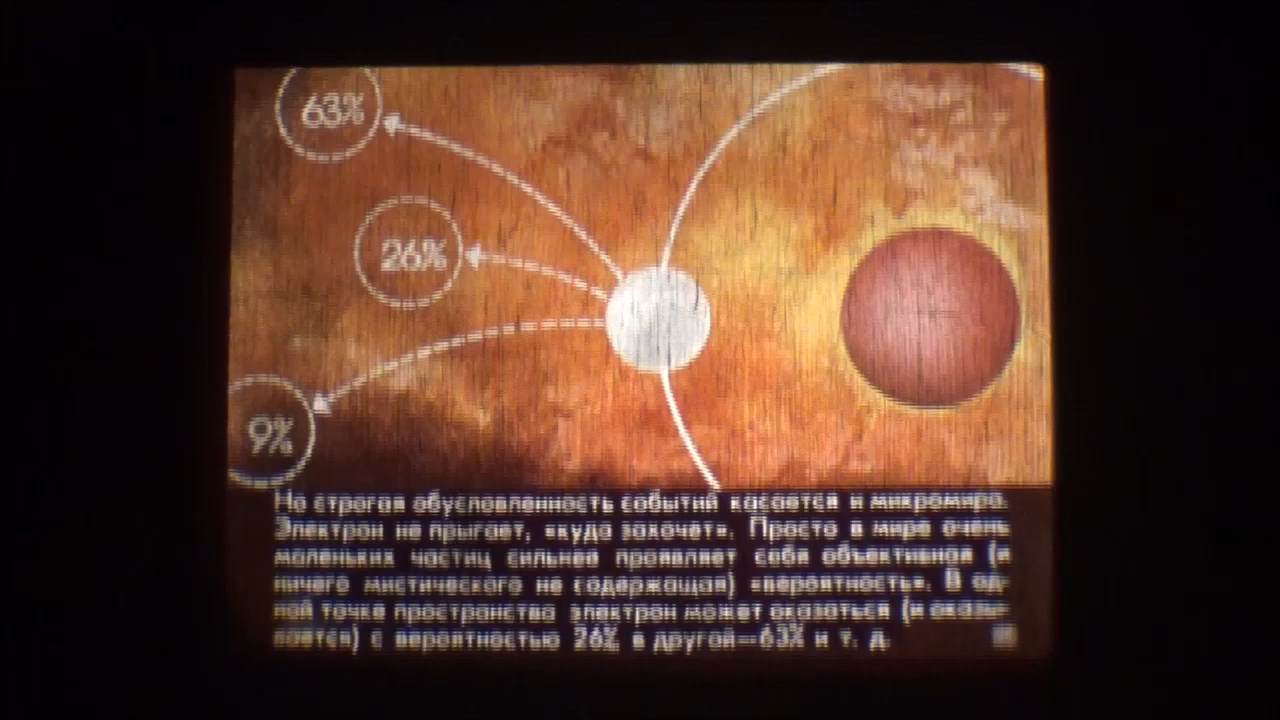 63%
26%
9%
Но строгая обусловленность событий касается и микромира.
Электрон не прыгает, «куда захочет». Просто в мире очень
маленьких частиц сильнее проявляет себя объективная (и
ничего мистического не содержащая) «вероятность». В од-
ной точке пространства электрон может оказаться (и оказы-
вается) с вероятностью 26% в другой—63% и т. д.